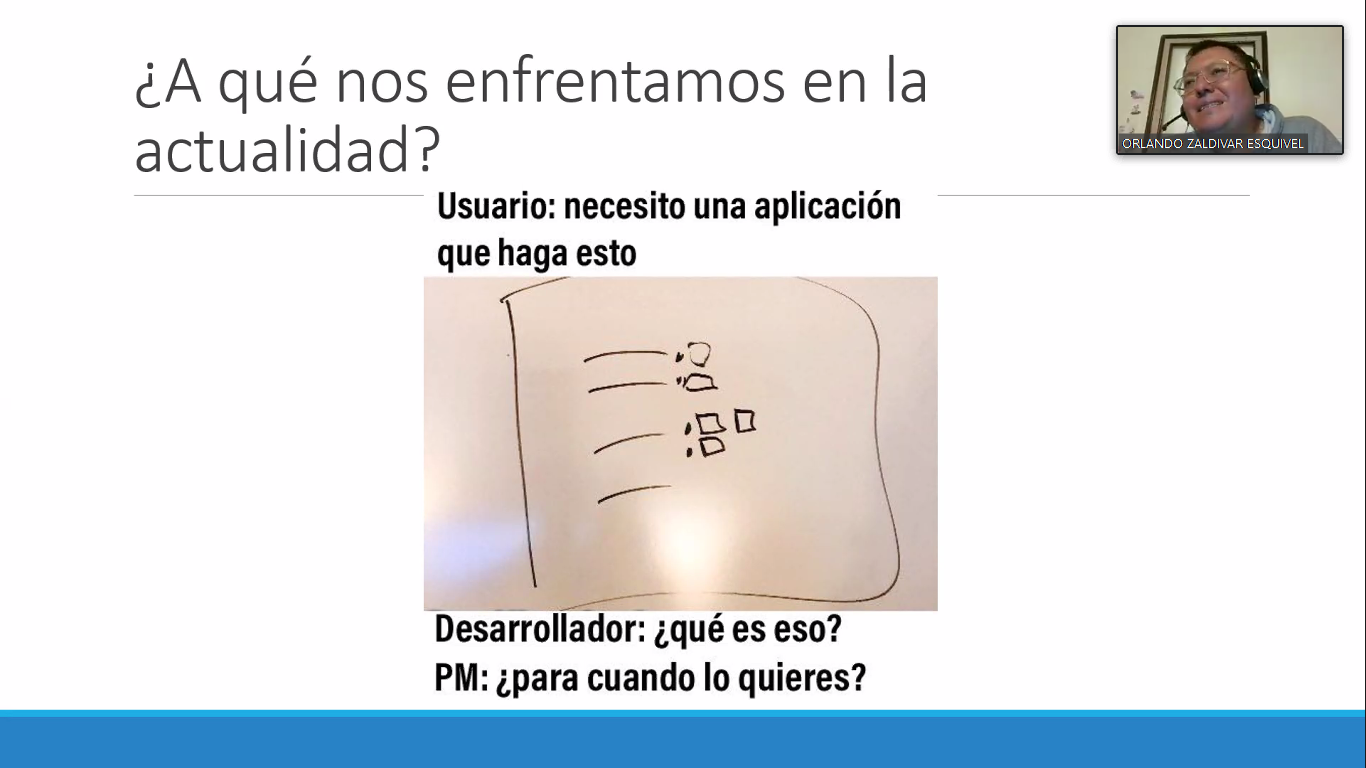 ¿A qué nos enfrentamos en la
actualidad?
ORLANDO ZALDIVAR ESQUIVEL
Usuario: necesito una aplicación
que haga esto
Desarrollador: ¿qué es eso?
PM: ¿para cuando lo quieres?